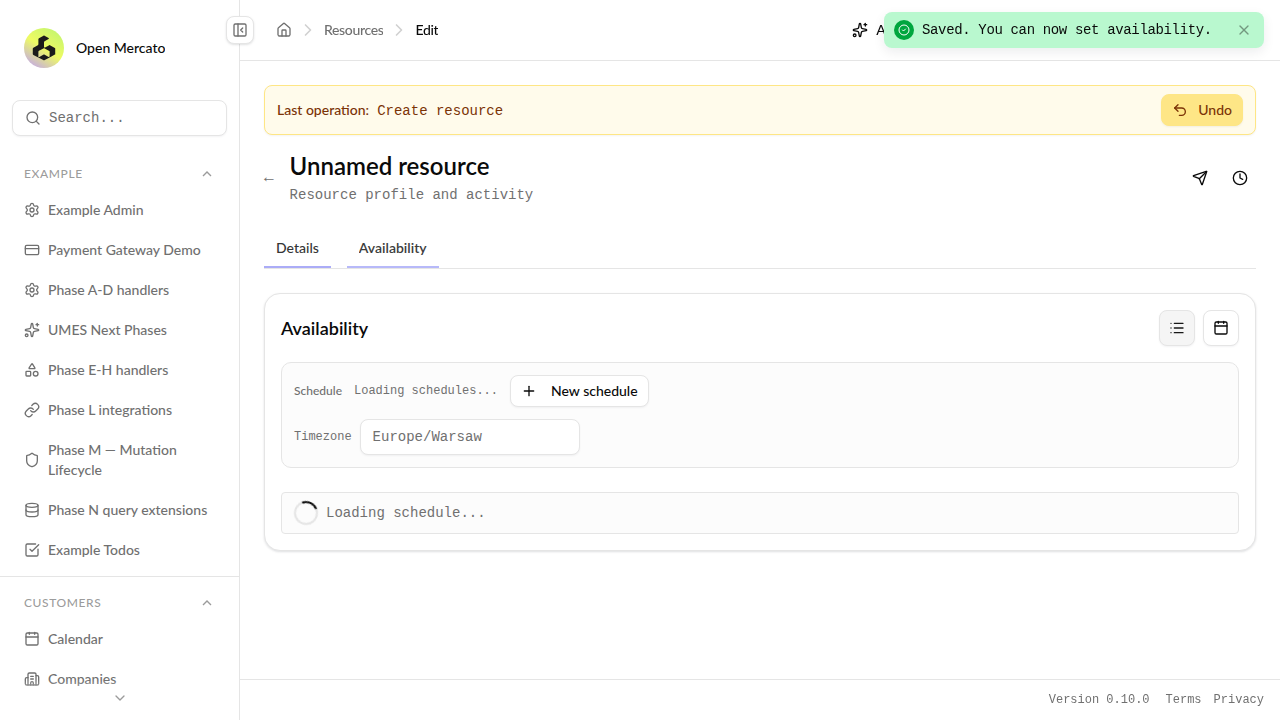 Open Mercato
Search...
EXAMPLE
Example Admin
Payment Gateway Demo
Phase A-D handlers
UMES Next Phases
Phase E-H handlers
Phase L integrations
Phase M — Mutation
Lifecycle
Phase N query extensions
Example Todos
CUSTOMERS
Calendar
Companies
Resources
Edit
A
Saved. You can now set availability.
Last operation: Create resource
Undo
←
Unnamed resource
Resource profile and activity
Details
Availability
Availability
Schedule Loading schedules...
New schedule
Timezone Europe/Warsaw
Loading schedule...
Version 0.10.0 Terms Privacy